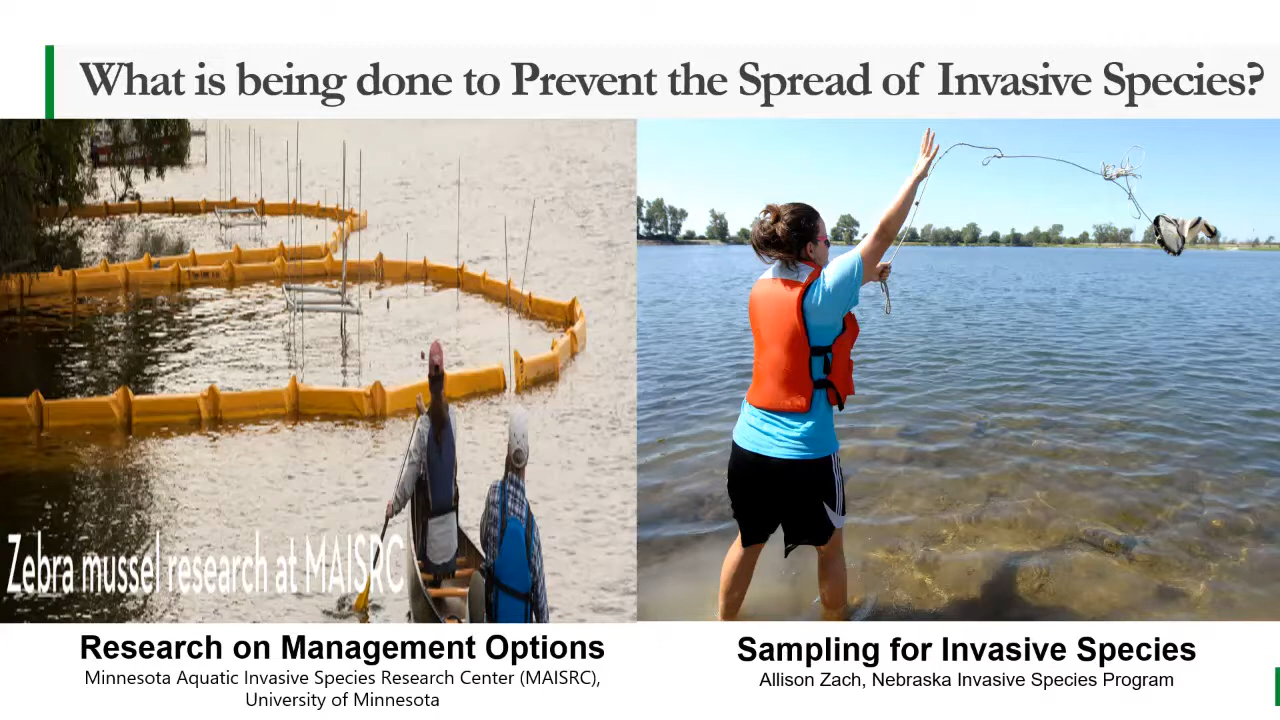 What is being done to Prevent the Spread of Invasive Species?
Zebra mussel research at MAISRC
Research on Management Options
Minnesota Aquatic Invasive Species Research Center (MAISRC),
University of Minnesota
Sampling for Invasive Species
Allison Zach, Nebraska Invasive Species Program